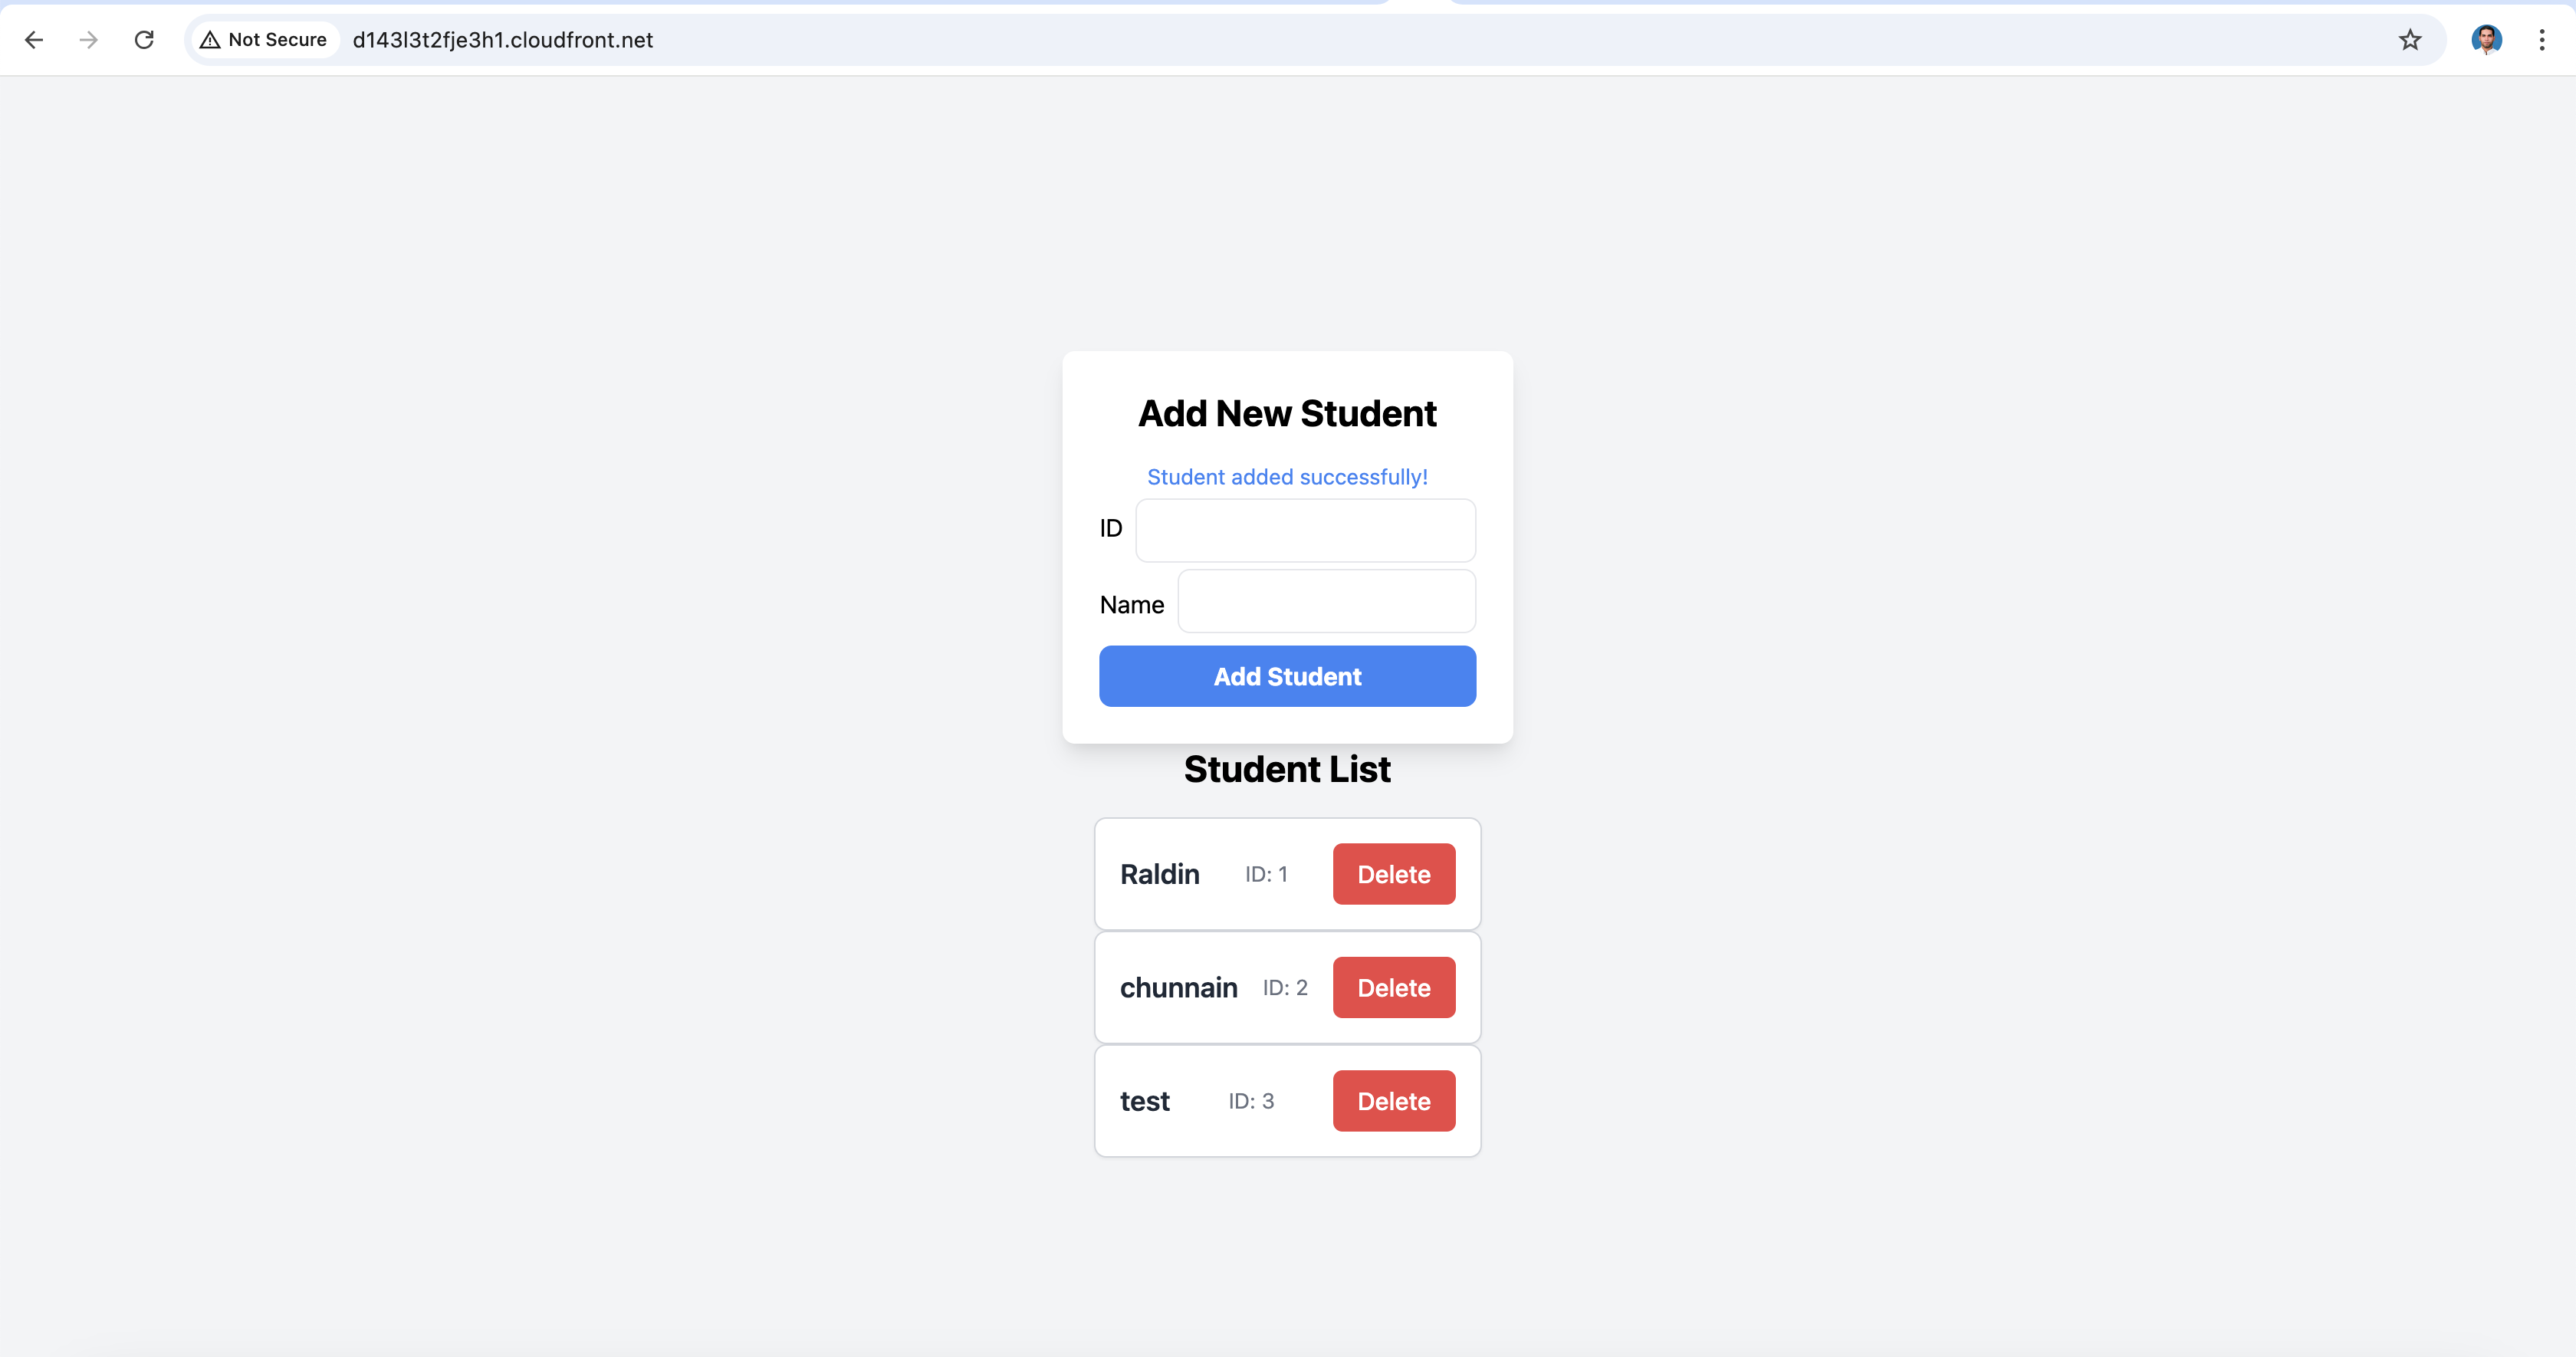 Not Secure d143l3t2fje3h1.cloudfront.net
Add New Student
Student added successfully!
ID
Name
Add Student
Student List
Raldin ID: 1 Delete
chunnain ID: 2 Delete
test ID: 3 Delete